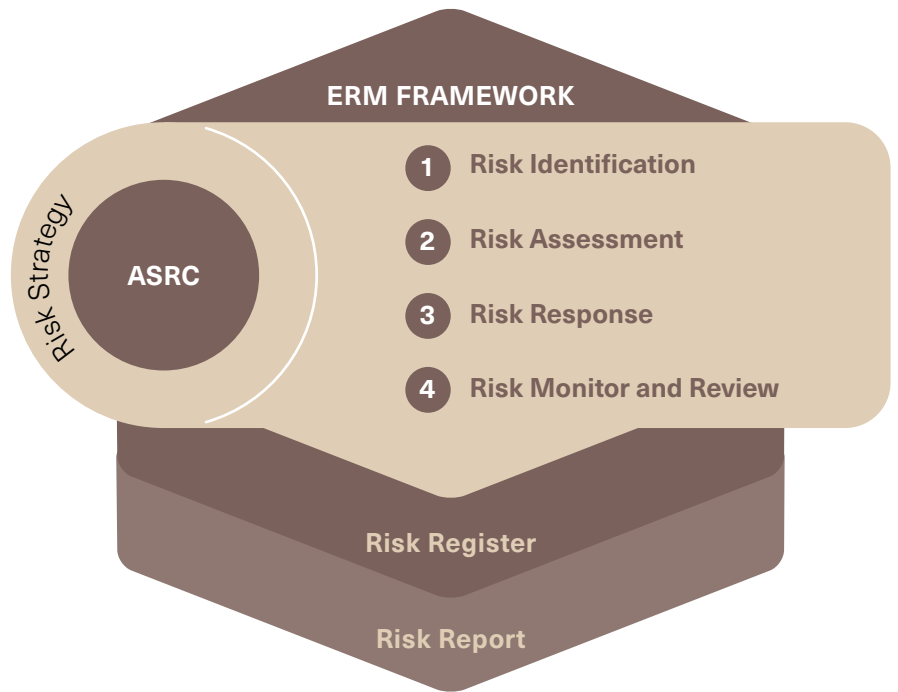 ERM FRAMEWORK
Risk Strategy
ASRC
1 Risk Identification
2 Risk Assessment
3 Risk Response
4 Risk Monitor and Review
Risk Register
Risk Report